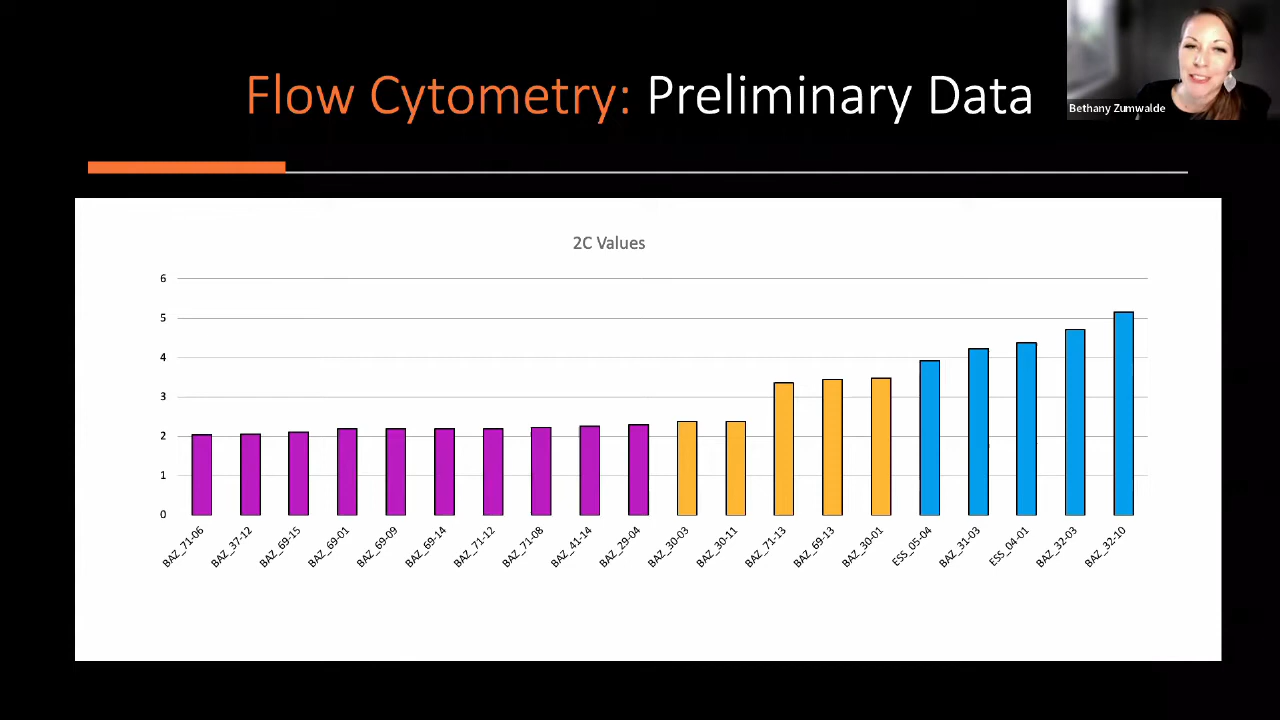 Flow Cytometry: Preliminary Data
Bethany Zumwalde
2C Values
6
5
4
3
2
1
0
BAZ_71-06
BAZ_37-12
BAZ_69-15
BAZ_69-01
BAZ_69-09
BAZ_69-14
BAZ_71-12
BAZ_71-08
BAZ_41-14
BAZ_29-04
BAZ_30-03
BAZ_30-11
BAZ_71-13
BAZ_69-13
BAZ_30-01
ESS_05-04
BAZ_31-03
ESS_04-01
BAZ_32-03
BAZ_32-10